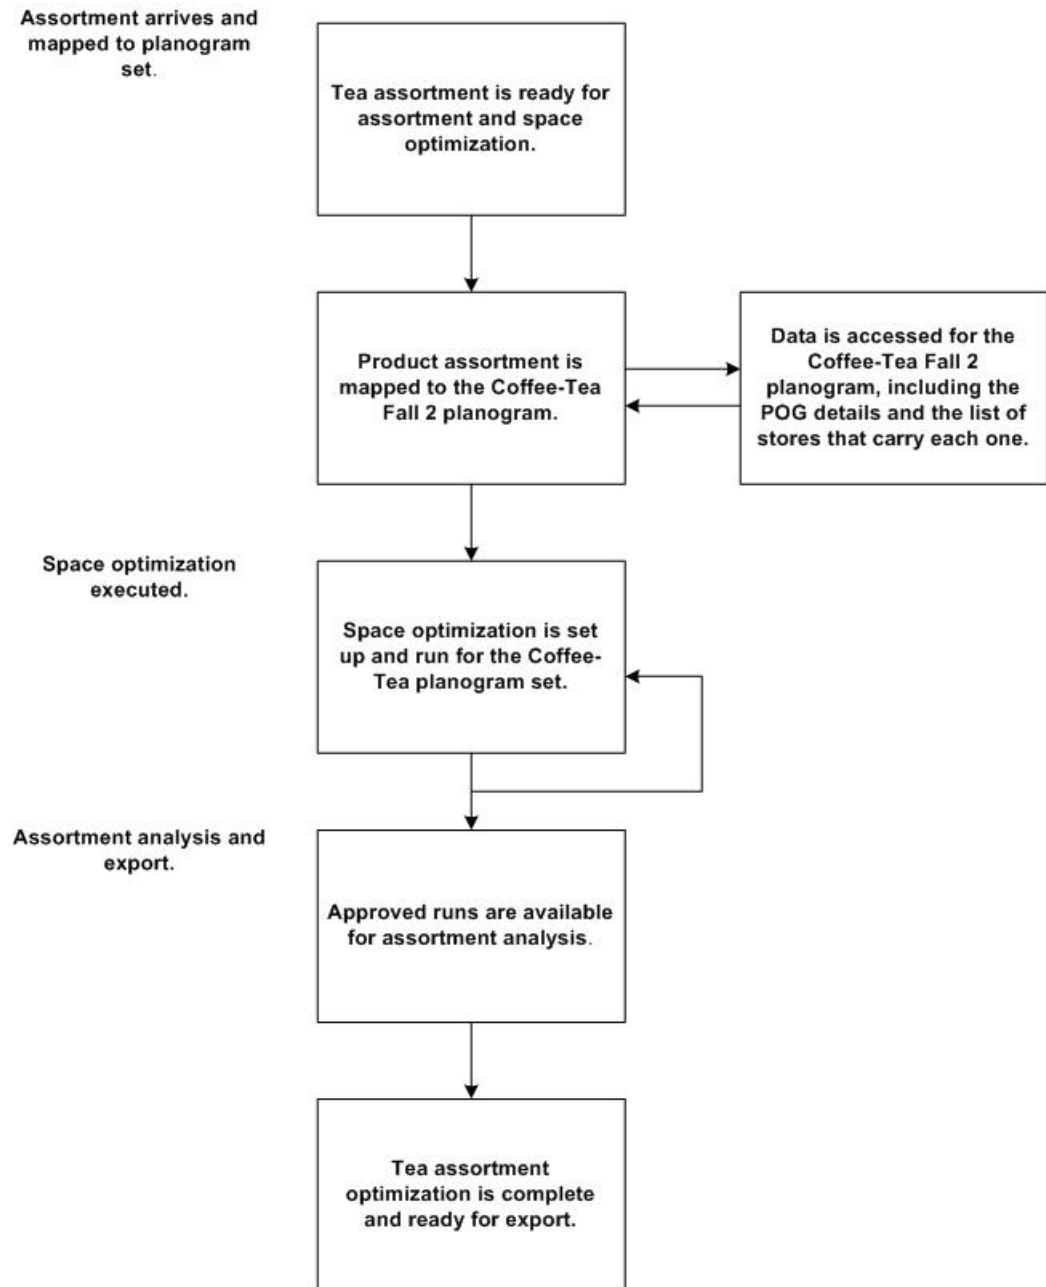 Assortment arrives and
mapped to planogram
set.
Tea assortment is ready for
assortment and space
optimization.
Product assortment is
mapped to the Coffee-Tea
Fall 2 planogram.
Data is accessed for the
Coffee-Tea Fall 2
planogram, including the
POG details and the list of
stores that carry each one.
Space optimization
executed.
Space optimization is set
up and run for the Coffee-
Tea planogram set.
Assortment analysis and
export.
Approved runs are available
for assortment analysis.
Tea assortment
optimization is complete
and ready for export.